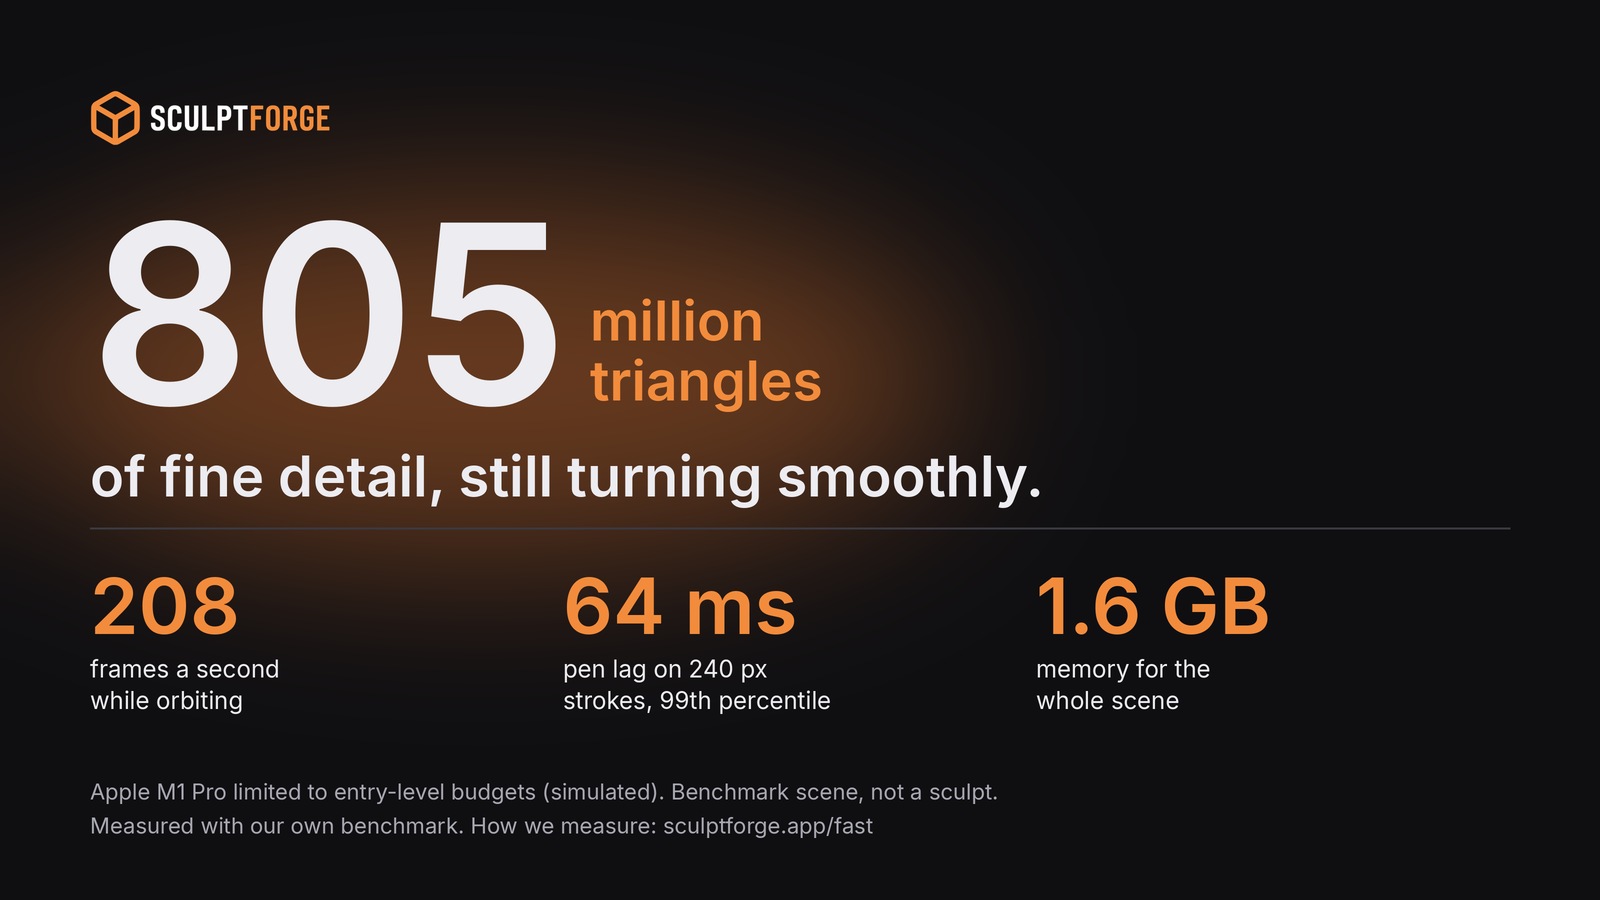 SCULPTFORGE
805
million
triangles
of fine detail, still turning smoothly.
208
frames a second
while orbiting
64 ms
pen lag on 240 px
strokes, 99th percentile
1.6 GB
memory for the
whole scene
Apple M1 Pro limited to entry-level budgets (simulated). Benchmark scene, not a sculpt.
Measured with our own benchmark. How we measure: sculptforge.app/fast